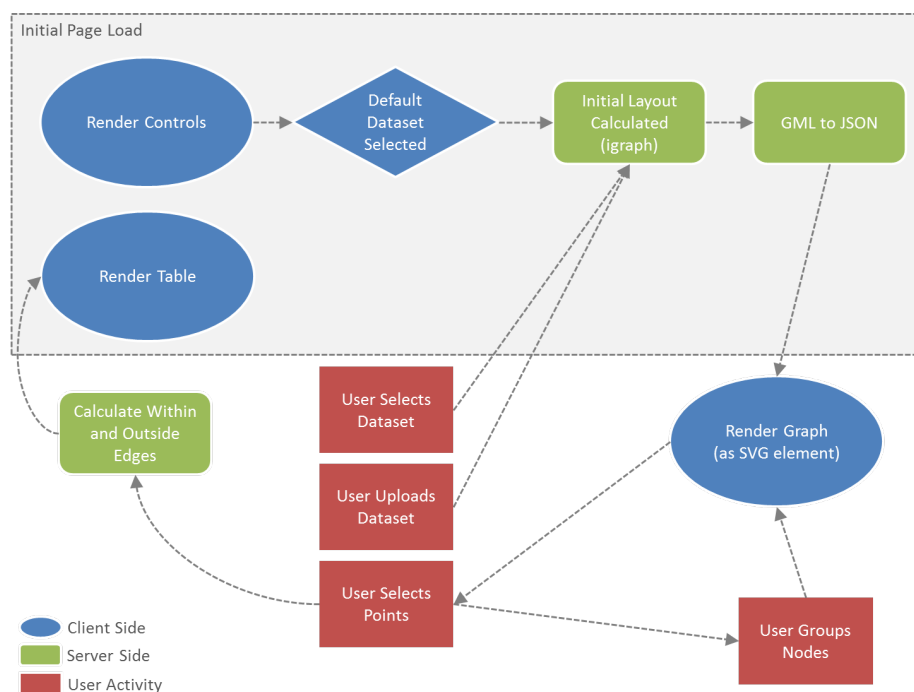 Initial Page Load
Render Controls
Default
Dataset
Selected
Initial Layout
Calculated
(igraph)
GML to JSON
Render Table
Calculate Within
and Outside
Edges
User Selects
Dataset
User Uploads
Dataset
User Selects
Points
Render Graph
(as SVG element)
User Groups
Nodes
Client Side
Server Side
User Activity